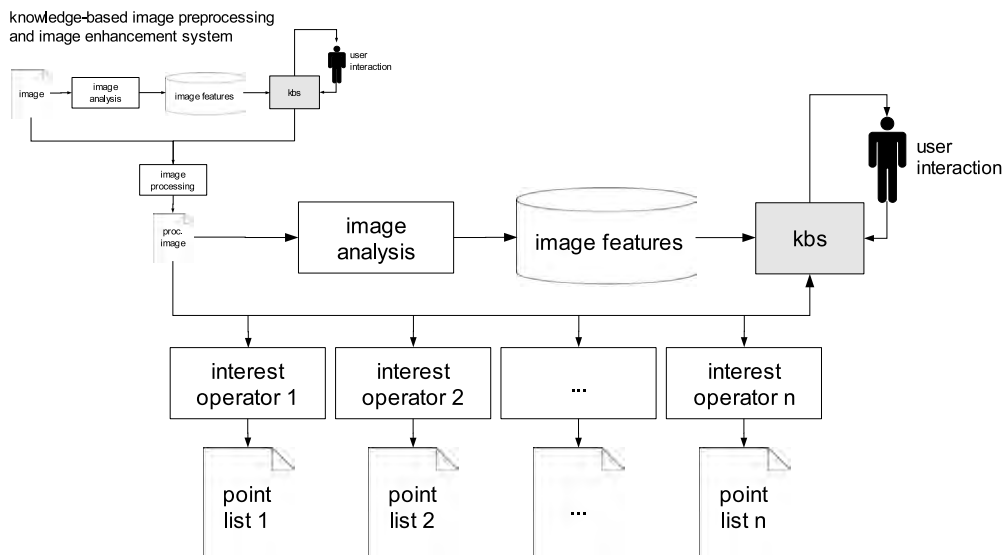 knowledge-based image preprocessing
and image enhancement system
user
interaction
image
image
analysis
image features
kbs
image
processing
proc.
image
image
analysis
image features
kbs
user
interaction
interest
operator 1
interest
operator 2
...
interest
operator n
point
list 1
point
list 2
...
point
list n